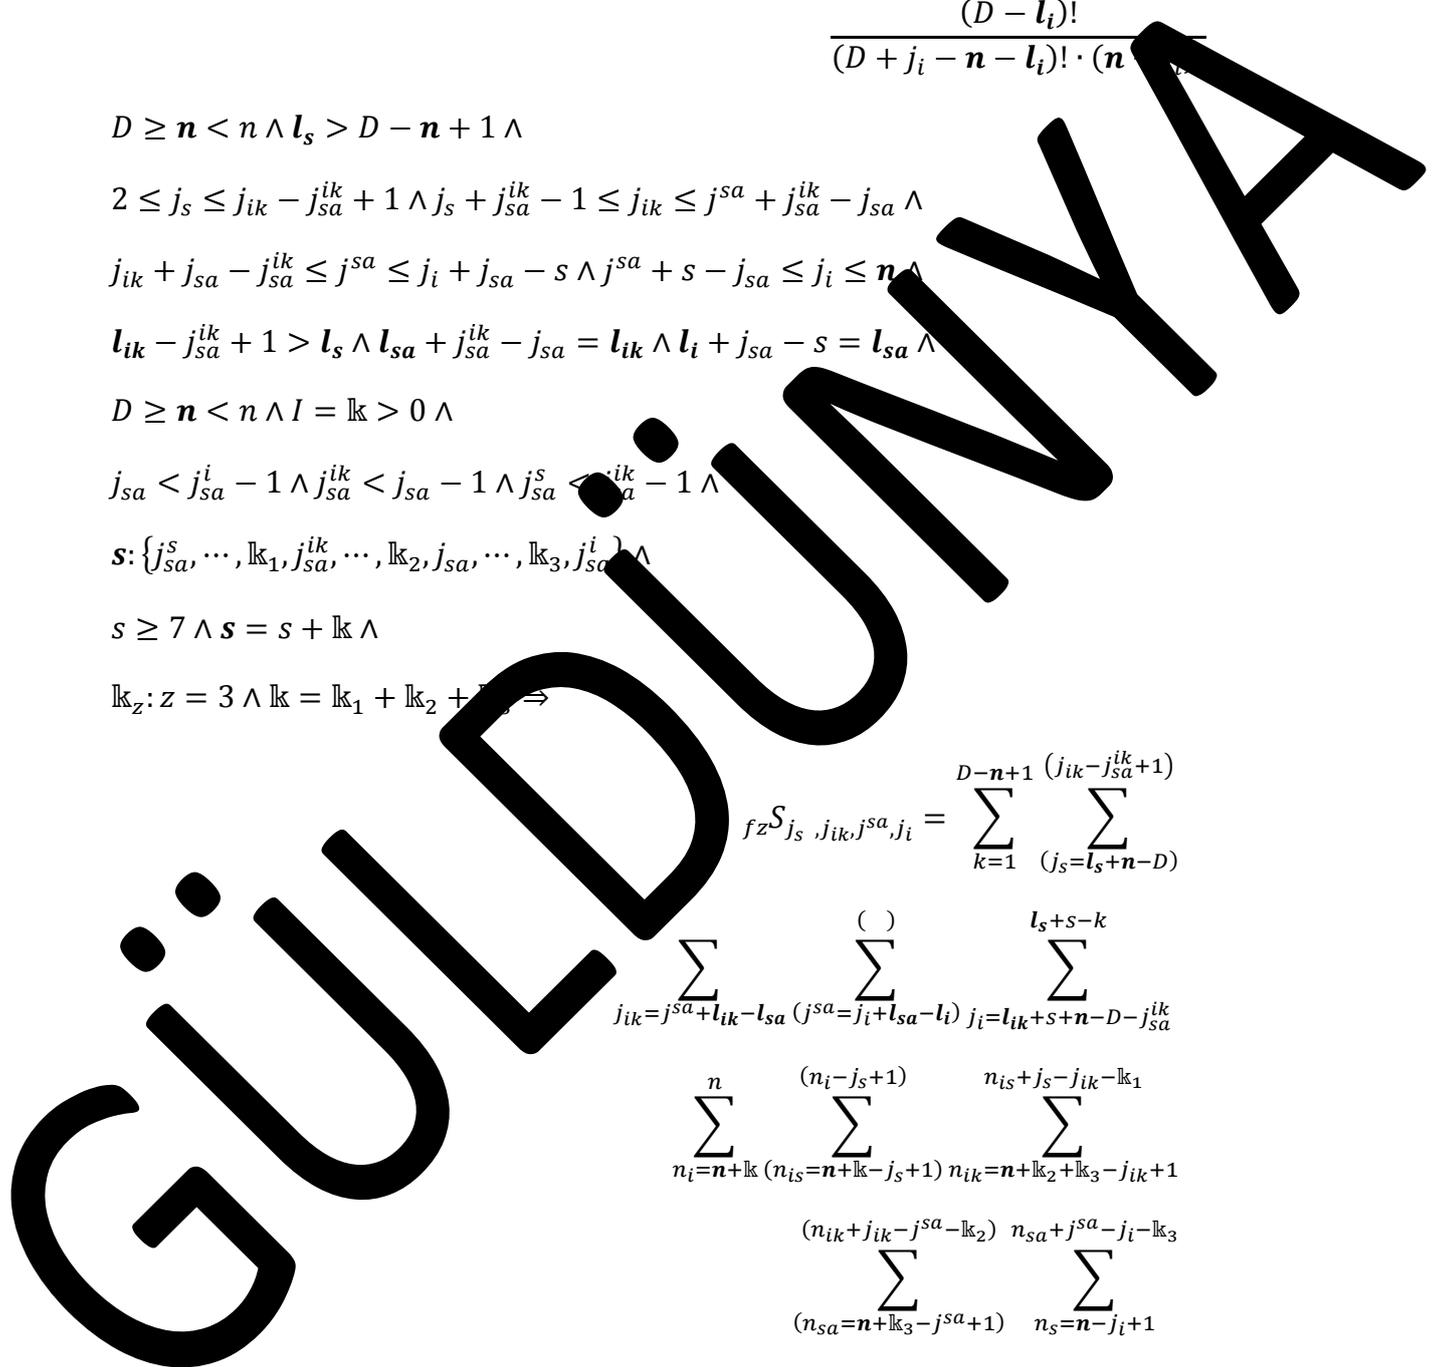 (D − l_i)!
(D + j_i − n − l_i)! · (n
D ≥ n < n ∧ l_s > D − n + 1 ∧
2 ≤ j_s ≤ j_ik − j_sa^ik + 1 ∧ j_s + j_sa^ik − 1 ≤ j_ik ≤ j^sa + j_sa^ik − j_sa ∧
j_ik + j_sa − j_sa^ik ≤ j^sa ≤ j_i + j_sa − s ∧ j^sa + s − j_sa ≤ j_i ≤ n ∧
l_ik − j_sa^ik + 1 > l_s ∧ l_sa + j_sa^ik − j_sa = l_ik ∧ l_i + j_sa − s = l_sa ∧
D ≥ n < n ∧ I = 𝕜 > 0 ∧
j_sa < j_sa^i − 1 ∧ j_sa^ik < j_sa − 1 ∧ j_sa^s < j_sa^ik − 1 ∧
s: {j_sa^s, ⋯, 𝕜_1, j_sa^ik, ⋯, 𝕜_2, j_sa, ⋯, 𝕜_3, j_sa^i} ∧
s ≥ 7 ∧ s = s + 𝕜 ∧
𝕜_z: z = 3 ∧ 𝕜 = 𝕜_1 + 𝕜_2 + ⇒
D−n+1 (j_ik−j_sa^ik+1)
_fz S_{j_s ,j_ik,j^sa,j_i} = ∑ ∑
k=1 (j_s=l_s+n−D)
( ) l_s+s−k
∑ ∑ ∑
j_ik=j^sa+l_ik−l_sa (j^sa=j_i+l_sa−l_i) j_i=l_ik+s+n−D−j_sa^ik
n (n_i−j_s+1) n_is+j_s−j_ik−𝕜_1
∑ ∑ ∑
n_i=n+𝕜 (n_is=n+𝕜−j_s+1) n_ik=n+𝕜_2+𝕜_3−j_ik+1
(n_ik+j_ik−j^sa−𝕜_2) n_sa+j^sa−j_i−𝕜_3
∑ ∑
(n_sa=n+𝕜_3−j^sa+1) n_s=n−j_i+1
GÜLDÜNYA